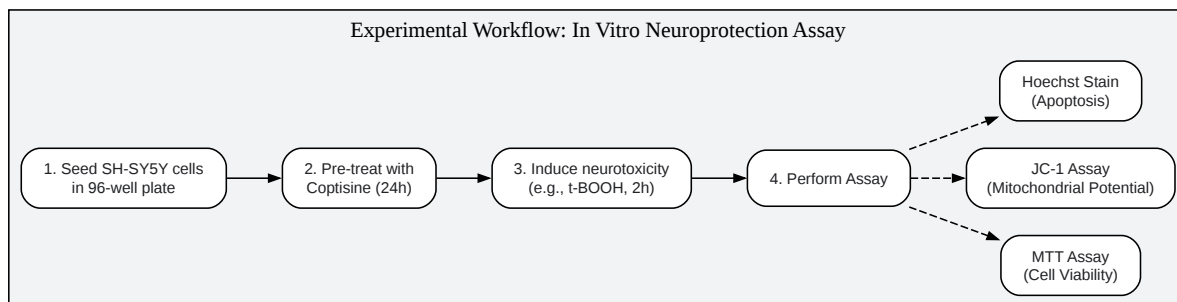 Experimental Workflow: In Vitro Neuroprotection Assay
1. Seed SH-SY5Y cells
in 96-well plate
2. Pre-treat with
Coptisine (24h)
3. Induce neurotoxicity
(e.g., t-BOOH, 2h)
4. Perform Assay
Hoechst Stain
(Apoptosis)
JC-1 Assay
(Mitochondrial Potential)
MTT Assay
(Cell Viability)